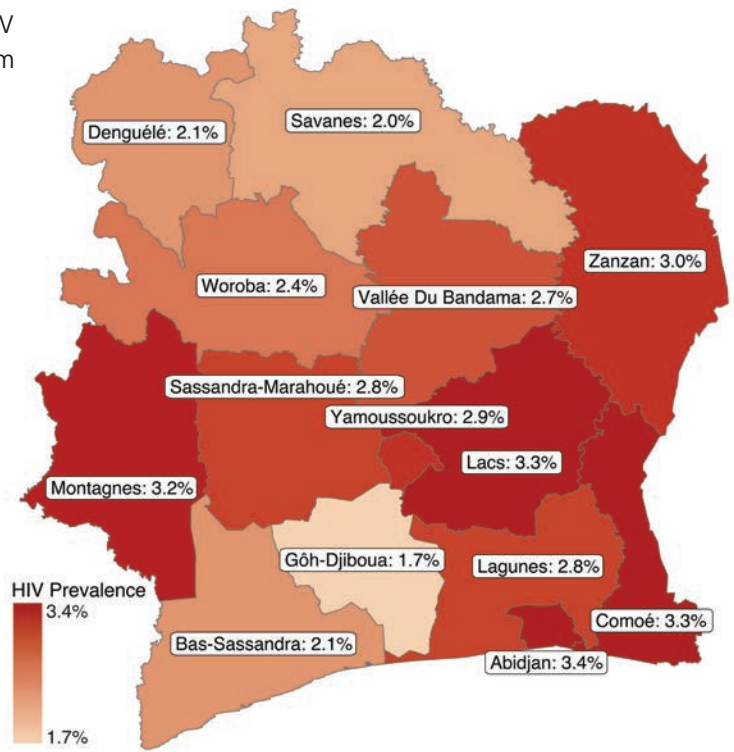 V
m
Denguélé: 2.1%
Savanes: 2.0%
Zanzan: 3.0%
Woroba: 2.4%
Vallée Du Bandama: 2.7%
Sassandra-Marahoué: 2.8%
Yamoussoukro: 2.9%
Lacs: 3.3%
Montagnes: 3.2%
Gôh-Djiboua: 1.7%
Lagunes: 2.8%
HIV Prevalence
3.4%
1.7%
Comoé: 3.3%
Bas-Sassandra: 2.1%
Abidjan: 3.4%